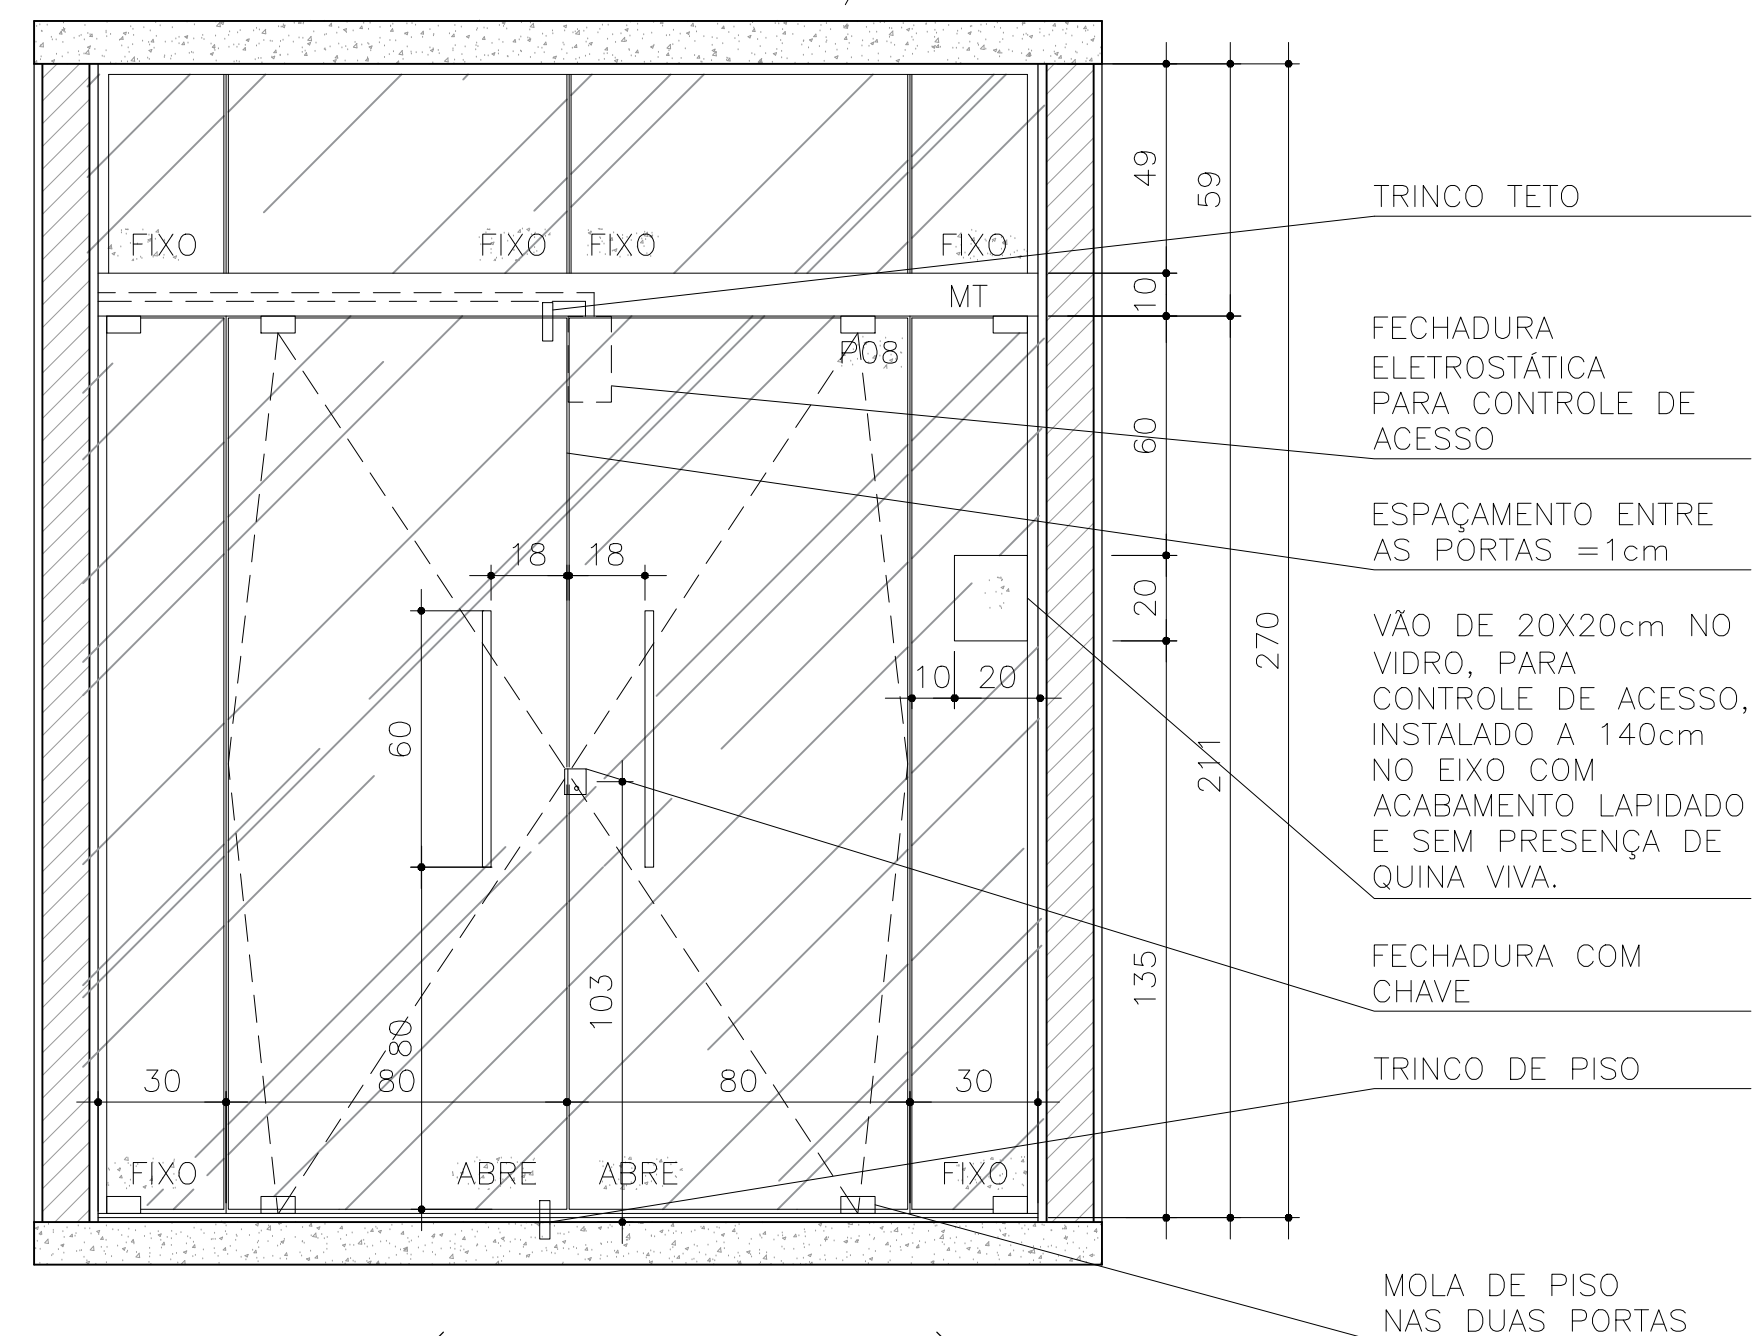 49
59
TRINCO TETO
FIXO FIXO FIXO FIXO
MT
10
P08
FECHADURA
ELETROSTÁTICA
PARA CONTROLE DE
ACESSO
60
18 18
ESPAÇAMENTO ENTRE
AS PORTAS =1cm
20
270
10 20
VÃO DE 20X20cm NO
VIDRO, PARA
CONTROLE DE ACESSO,
INSTALADO A 140cm
NO EIXO COM
ACABAMENTO LAPIDADO
E SEM PRESENÇA DE
QUINA VIVA.
60
211
103
135
FECHADURA COM
CHAVE
80
30 80 80 30
TRINCO DE PISO
FIXO ABRE ABRE FIXO
MOLA DE PISO
NAS DUAS PORTAS